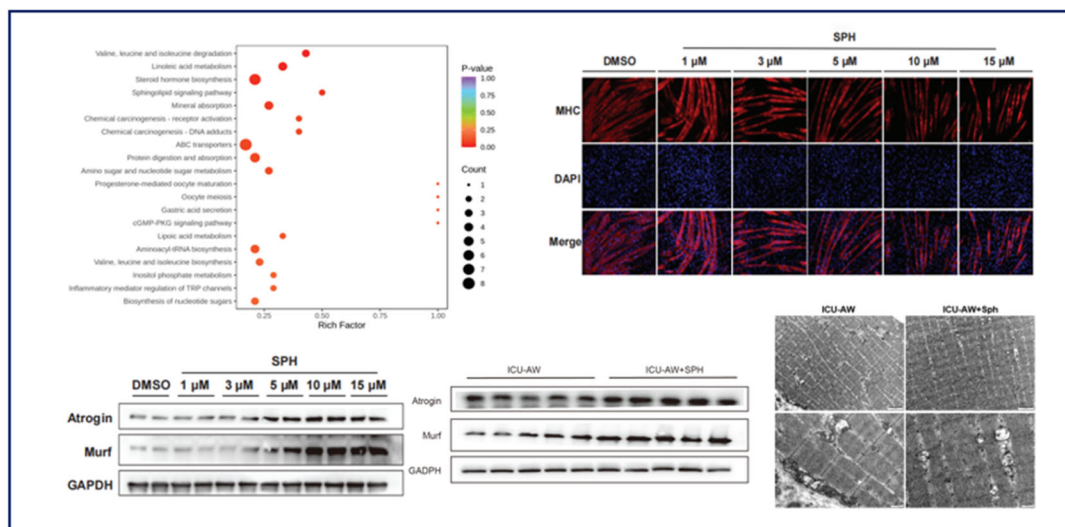 Valine, leucine and isoleucine degradation
Linoleic acid metabolism
Steroid hormone biosynthesis
Sphingolipid signaling pathway
Mineral absorption
Chemical carcinogenesis - receptor activation
Chemical carcinogenesis - DNA adducts
ABC transporters
Protein digestion and absorption
Amino sugar and nucleotide sugar metabolism
Progesterone-mediated oocyte maturation
Oocyte meiosis
Gastric acid secretion
cGMP-PKG signaling pathway
Lipoic acid metabolism
Aminoacyl-tRNA biosynthesis
Valine, leucine and isoleucine biosynthesis
Inositol phosphate metabolism
Inflammatory mediator regulation of TRP channels
Biosynthesis of nucleotide sugars
0.25 0.50 0.75 1.00
Rich Factor
P-value
1.00
0.75
0.50
0.25
0.00
Count
1
2
3
4
5
6
7
8
SPH
DMSO 1 µM 3 µM 5 µM 10 µM 15 µM
MHC
DAPI
Merge
SPH
DMSO 1 µM 3 µM 5 µM 10 µM 15 µM
Atrogin
Murf
GAPDH
ICU-AW ICU-AW+SPH
Atrogin
Murf
GADPH
ICU-AW ICU-AW+Sph